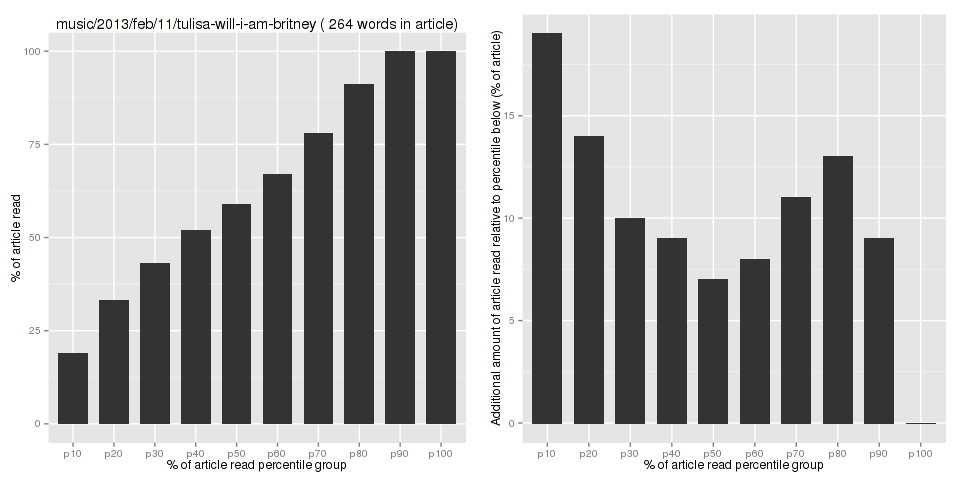 music/2013/feb/11/tulisa-will-i-am-britney ( 264 words in article)
% of article read
100
75
50
25
0
p10 p20 p30 p40 p50 p60 p70 p80 p90 p100
% of article read percentile group
Additional amount of article read relative to percentile below (% of article)
15
10
5
0
p10 p20 p30 p40 p50 p60 p70 p80 p90 p100
% of article read percentile group